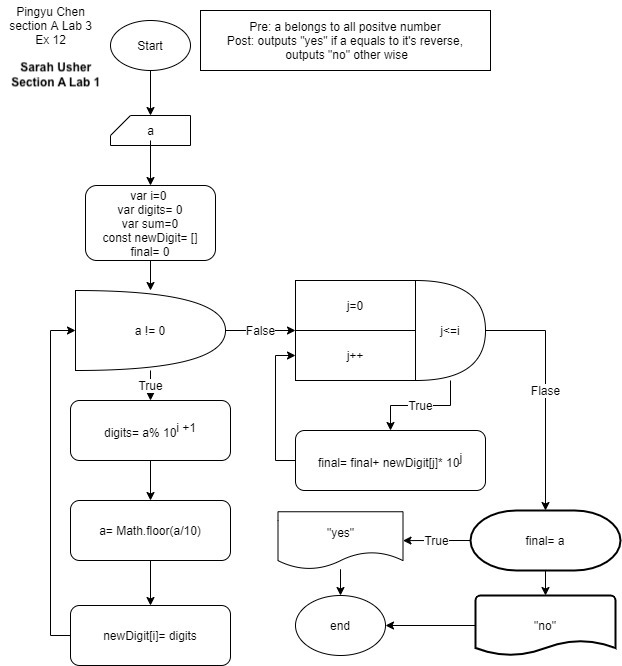 Pingyu Chen
section A Lab 3
Ex 12
Sarah Usher
Section A Lab 1
Start
Pre: a belongs to all positve number
Post: outputs "yes" if a equals to it's reverse,
outputs "no" other wise
a
var i=0
var digits= 0
var sum=0
const newDigit= []
final= 0
a != 0
False
True
j=0
j++
j<=i
True
Flase
digits= a% 10^i +1
final= final+ newDigit[j]* 10^j
a= Math.floor(a/10)
"yes"
True
final= a
newDigit[i]= digits
end
"no"